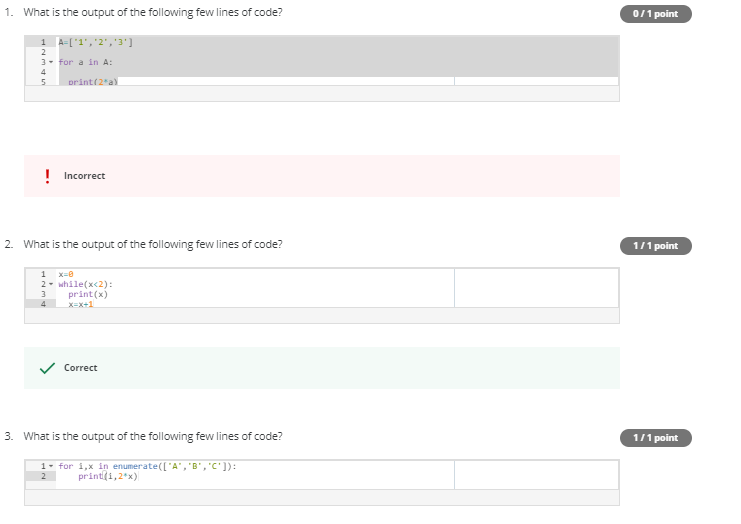 1. What is the output of the following few lines of code?
0 / 1 point
1 A=['1','2','3']
2
3 for a in A:
4
5 print(2*a)
! Incorrect
2. What is the output of the following few lines of code?
1 / 1 point
1 x=0
2 while(x<2):
3 print(x)
4 x=x+1
Correct
3. What is the output of the following few lines of code?
1 / 1 point
1 for i,x in enumerate(['A','B','C']):
2 print(i,2*x)